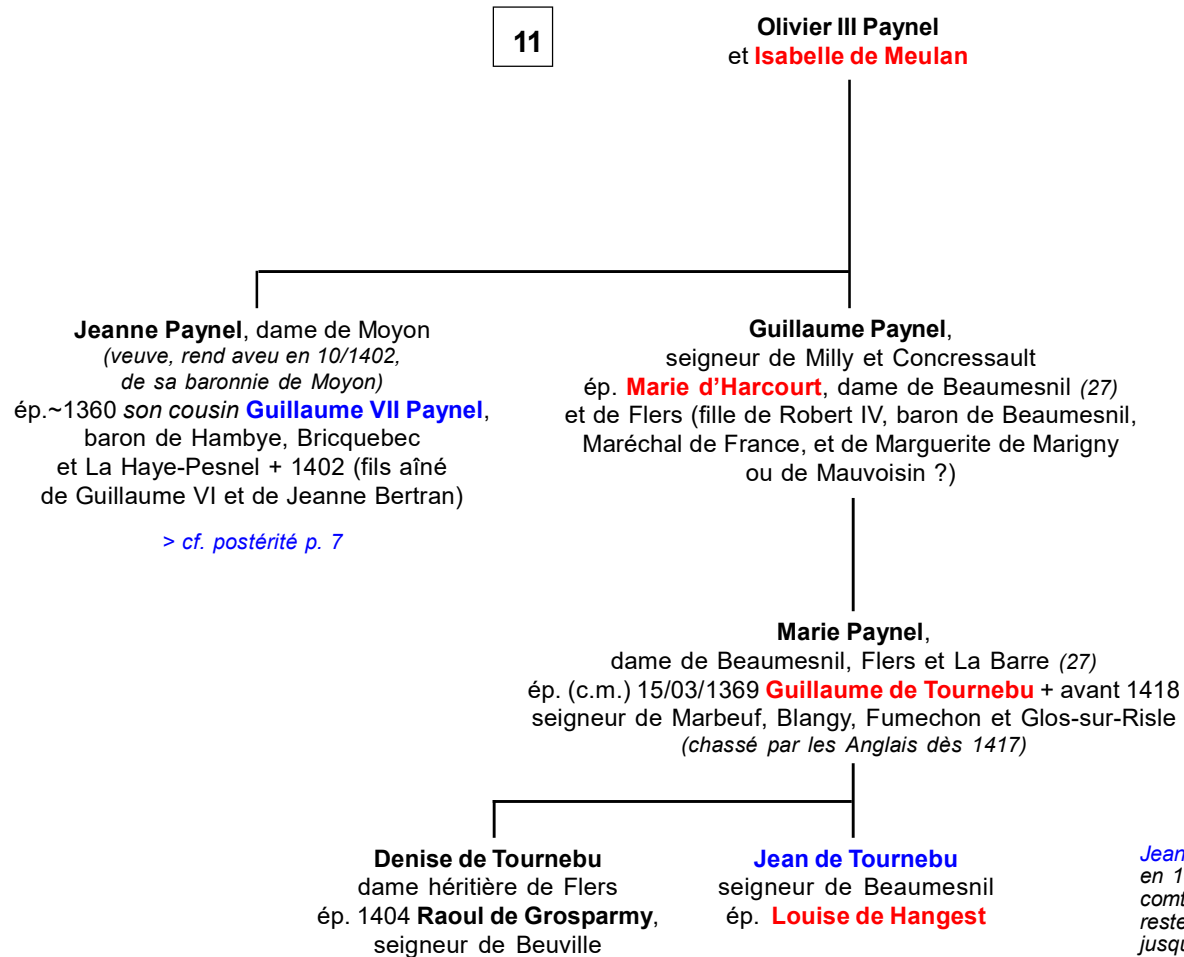 11
Olivier III Paynel
et Isabelle de Meulan
Jeanne Paynel, dame de Moyon
(veuve, rend aveu en 10/1402,
de sa baronnie de Moyon)
ép.~1360 son cousin Guillaume VII Paynel,
baron de Hambye, Bricquebec
et La Haye-Pesnel + 1402 (fils aîné
de Guillaume VI et de Jeanne Bertran)
> cf. postérité p. 7
Guillaume Paynel,
seigneur de Milly et Concressault
ép. Marie d'Harcourt, dame de Beaumesnil (27)
et de Flers (fille de Robert IV, baron de Beaumesnil,
Maréchal de France, et de Marguerite de Marigny
ou de Mauvoisin ?)
Marie Paynel,
dame de Beaumesnil, Flers et La Barre (27)
ép. (c.m.) 15/03/1369 Guillaume de Tournebu + avant 1418
seigneur de Marbeuf, Blangy, Fumechon et Glos-sur-Risle
(chassé par les Anglais dès 1417)
Denise de Tournebu
dame héritière de Flers
ép. 1404 Raoul de Grosparmy,
seigneur de Beuville
Jean de Tournebu
seigneur de Beaumesnil
ép. Louise de Hangest
Jean
en 1
comt
reste
jusqu